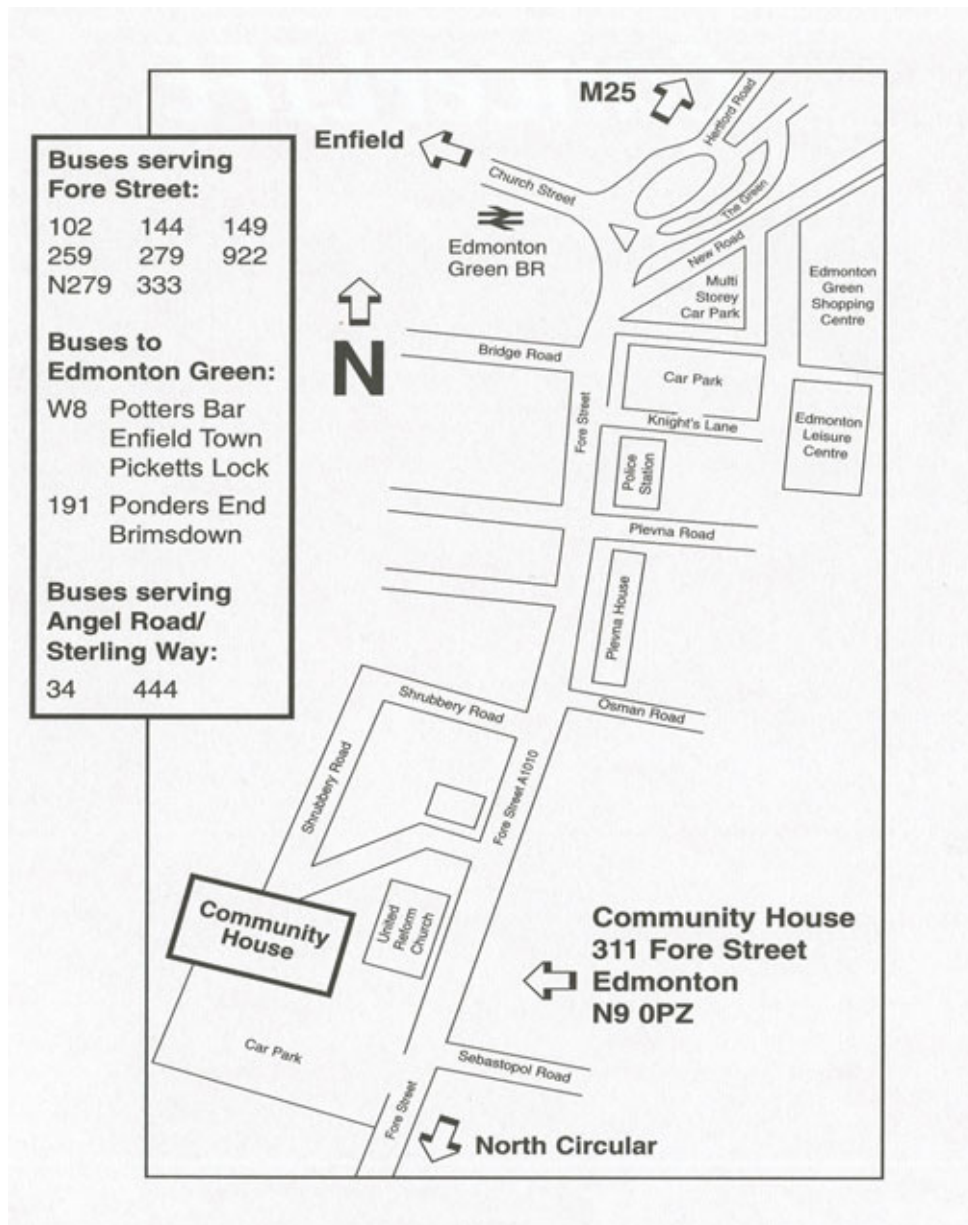 M25
Hertford Road
Enfield
Church Street
Edmonton
Green BR
The Green
New Road
Multi
Storey
Car Park
Edmonton
Green
Shopping
Centre
Buses serving
Fore Street:
102 144 149
259 279 922
N279 333
Buses to
Edmonton Green:
W8 Potters Bar
Enfield Town
Picketts Lock
191 Ponders End
Brimsdown
Buses serving
Angel Road/
Sterling Way:
34 444
N
Bridge Road
Car Park
Fore Street
Knight's Lane
Edmonton
Leisure
Centre
Police
Station
Plevna Road
Plevna House
Shrubbery Road
Osman Road
Shrubbery Road
Fore Street A1010
Community
House
United
Reform
Church
Community House
311 Fore Street
Edmonton
N9 0PZ
Car Park
Sebastopol Road
Fore Street
North Circular